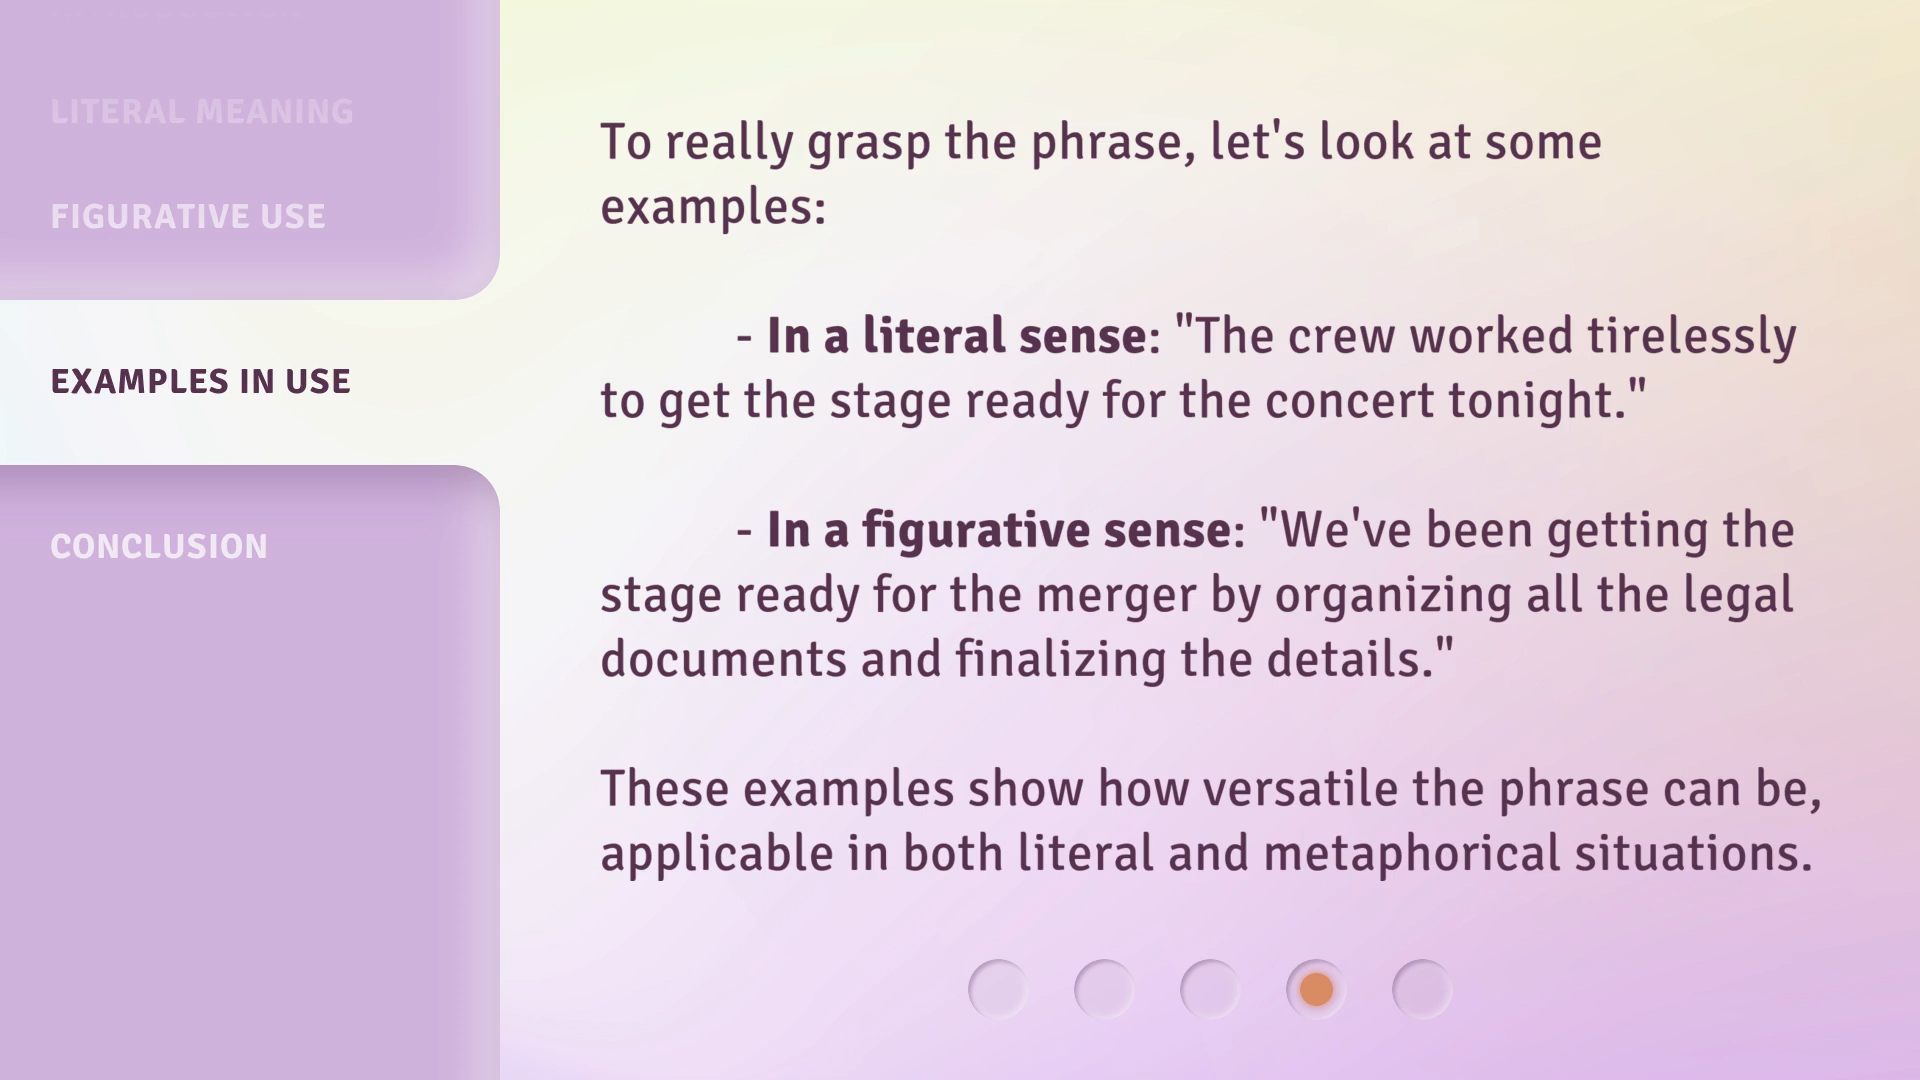 LITERAL MEANING
FIGURATIVE USE
EXAMPLES IN USE
CONCLUSION
To really grasp the phrase, let's look at some
examples:
- In a literal sense: "The crew worked tirelessly
to get the stage ready for the concert tonight."
- In a figurative sense: "We've been getting the
stage ready for the merger by organizing all the legal
documents and finalizing the details."
These examples show how versatile the phrase can be,
applicable in both literal and metaphorical situations.